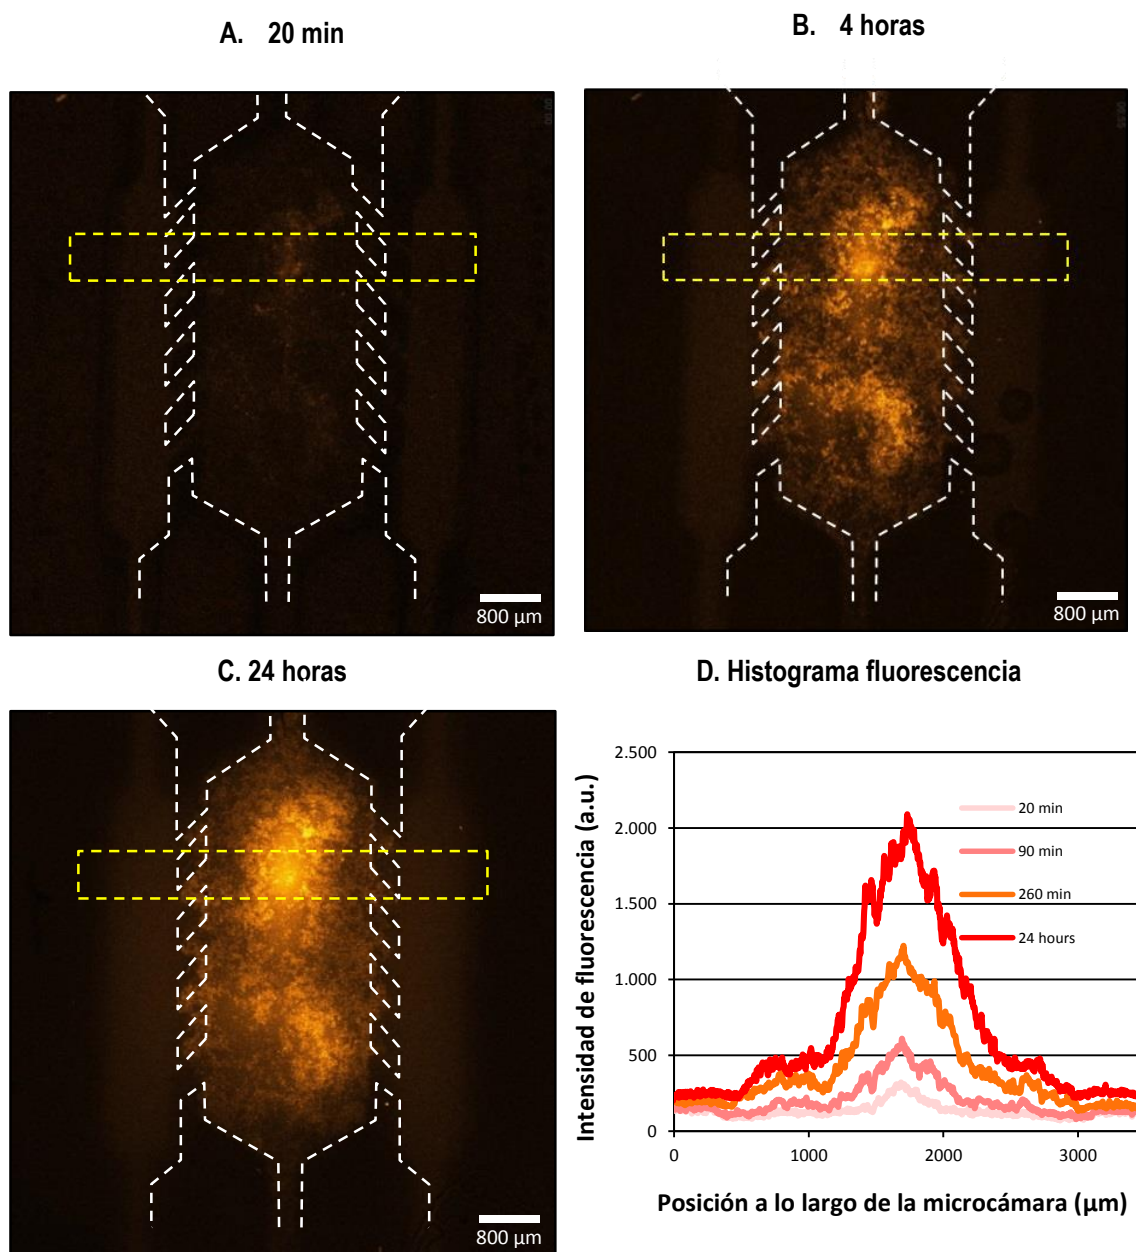 A. 20 min
B. 4 horas
800 µm
800 µm
C. 24 horas
D. Histograma fluorescencia
800 µm
Intensidad de fluorescencia (a.u.)
2.500
2.000
1.500
1.000
500
0
20 min
90 min
260 min
24 hours
0
1000
2000
3000
Posición a lo largo de la microcámara (µm)